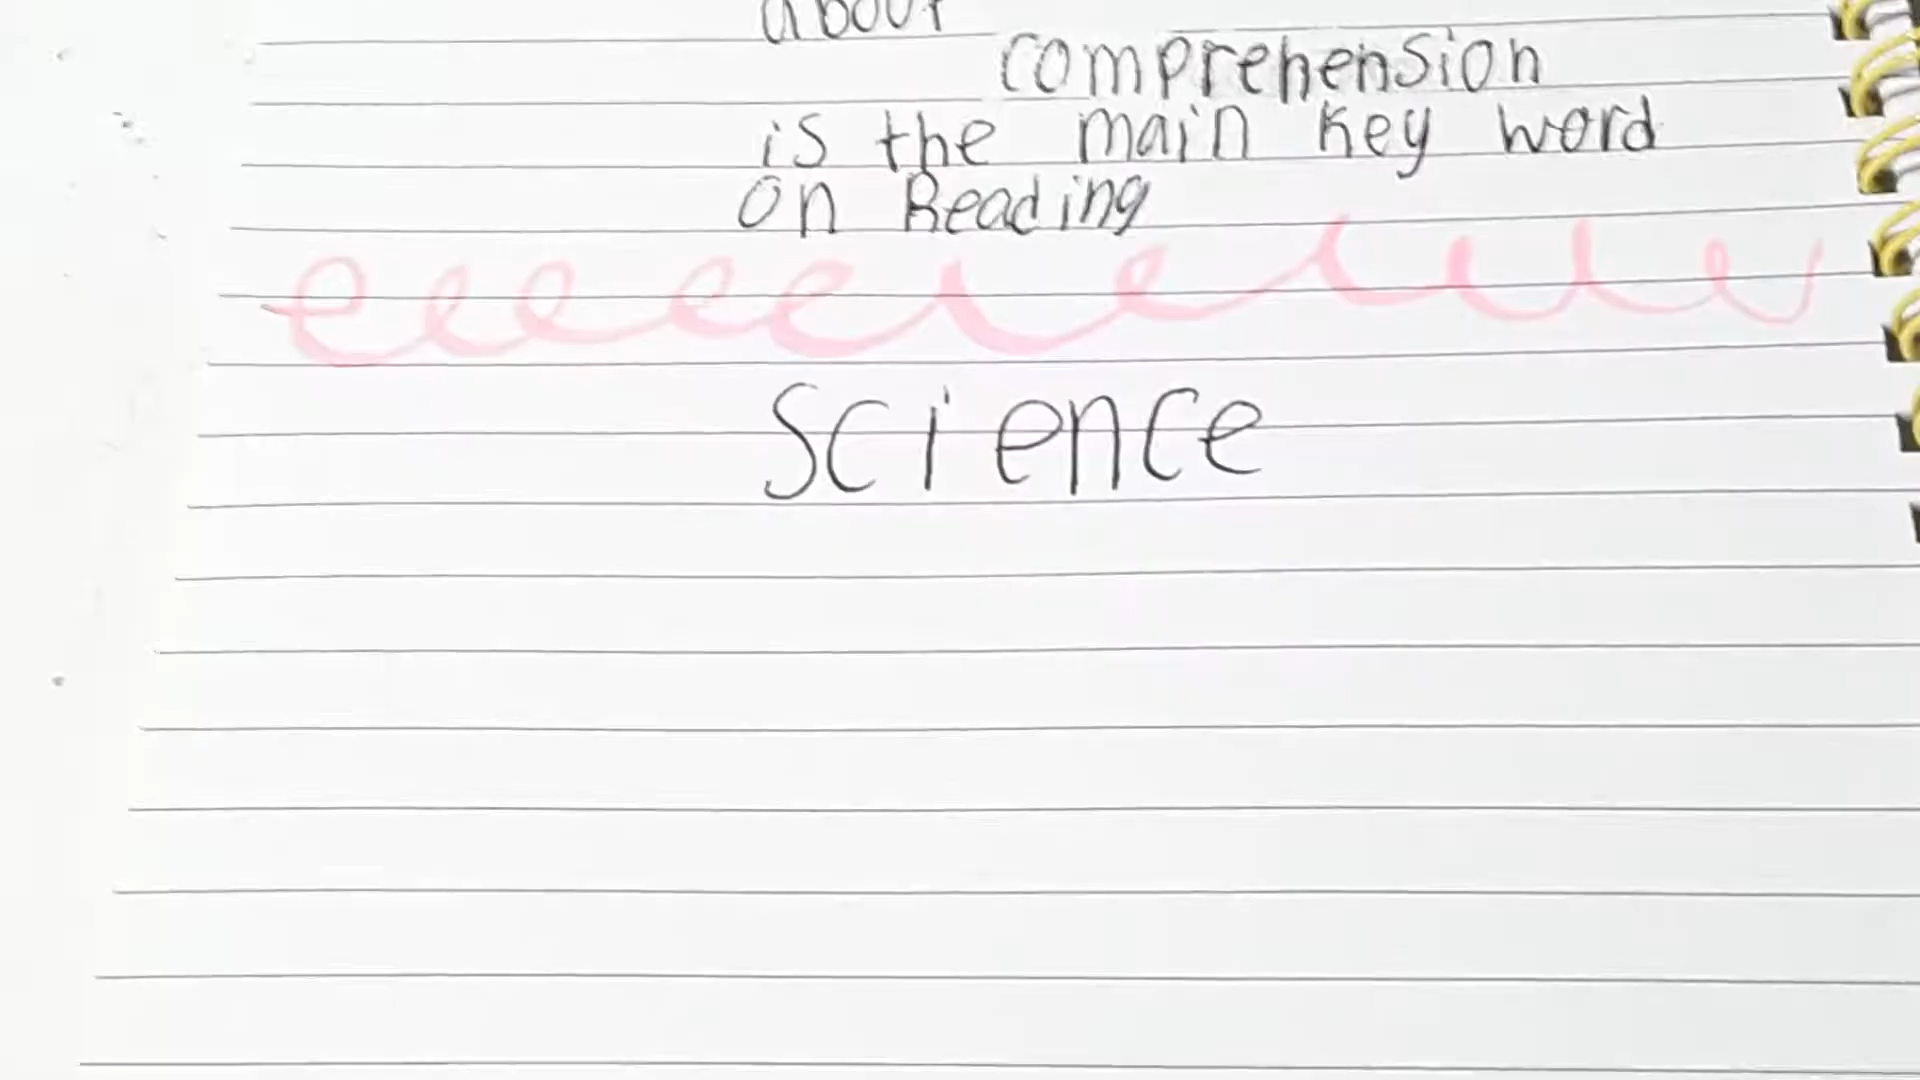 about
comprehension
is the main key word
on Reading
Science